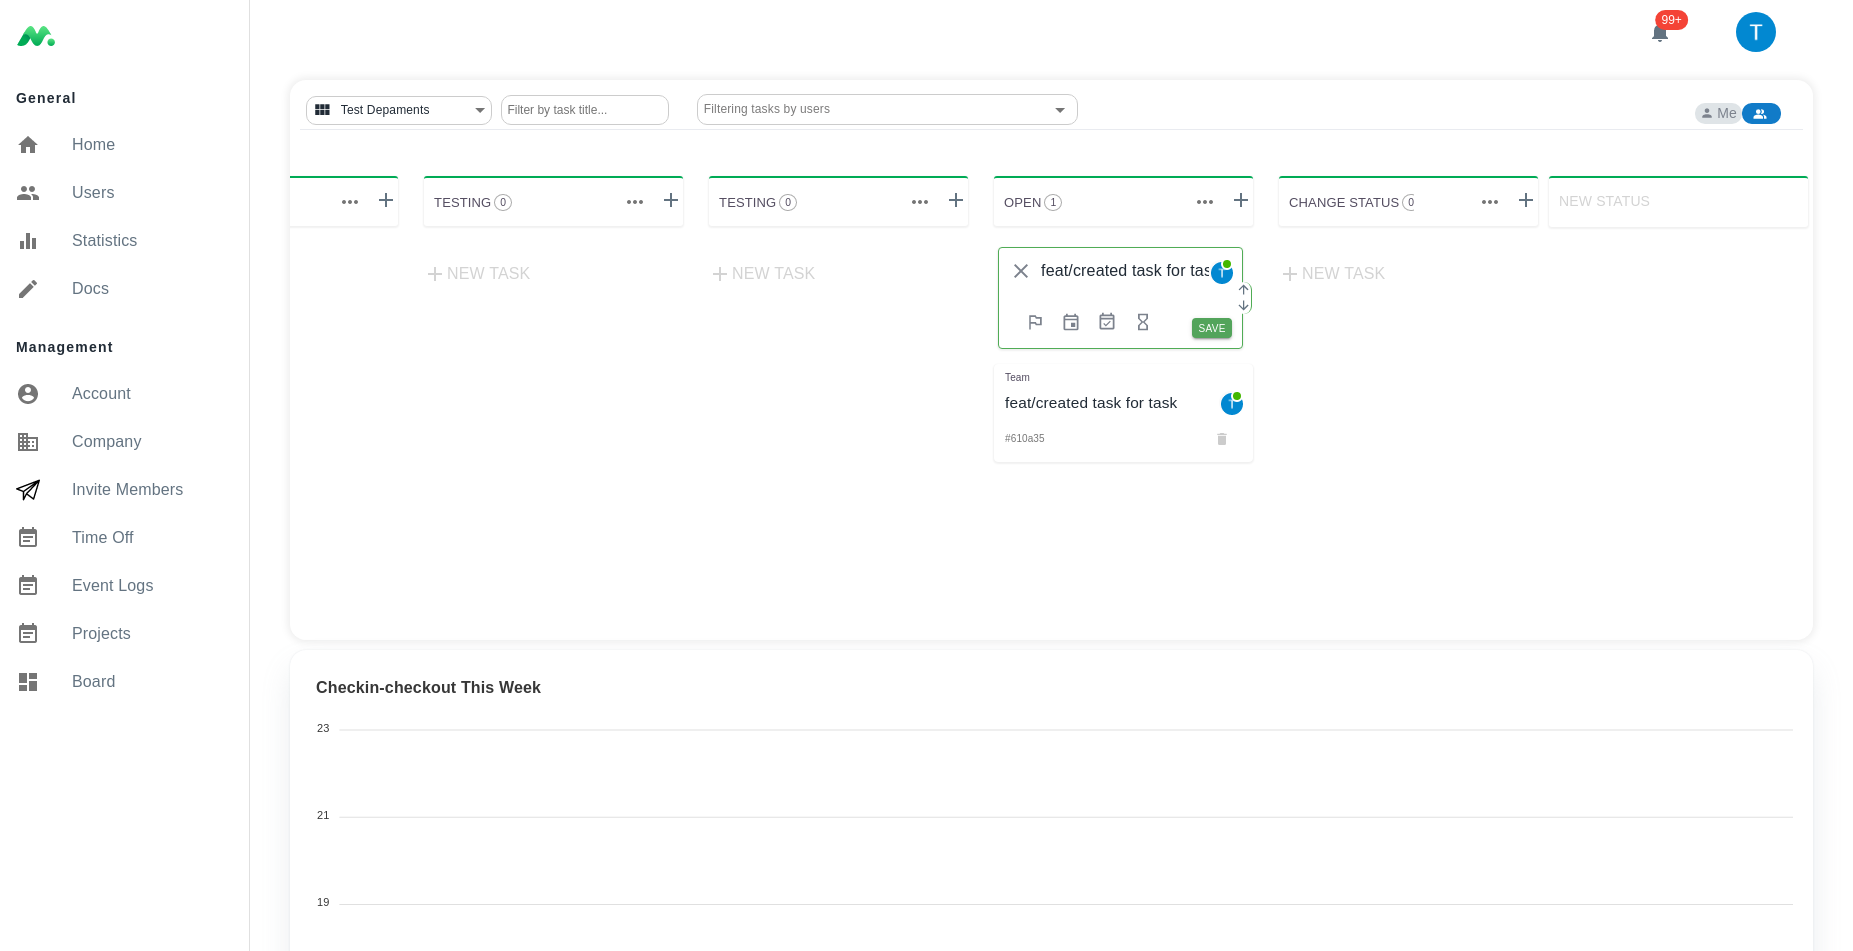 99+
T
General
Home
Users
Statistics
Docs
Management
Account
Company
Invite Members
Time Off
Event Logs
Projects
Board
Test Depaments
Filter by task title...
Filtering tasks by users
Me
TESTING 0
TESTING 0
OPEN 1
CHANGE STATUS 0
NEW STATUS
NEW TASK
NEW TASK
feat/created task for tas
T
NEW TASK
SAVE
Team
feat/created task for task
T
#610a35
Checkin-checkout This Week
23
21
19